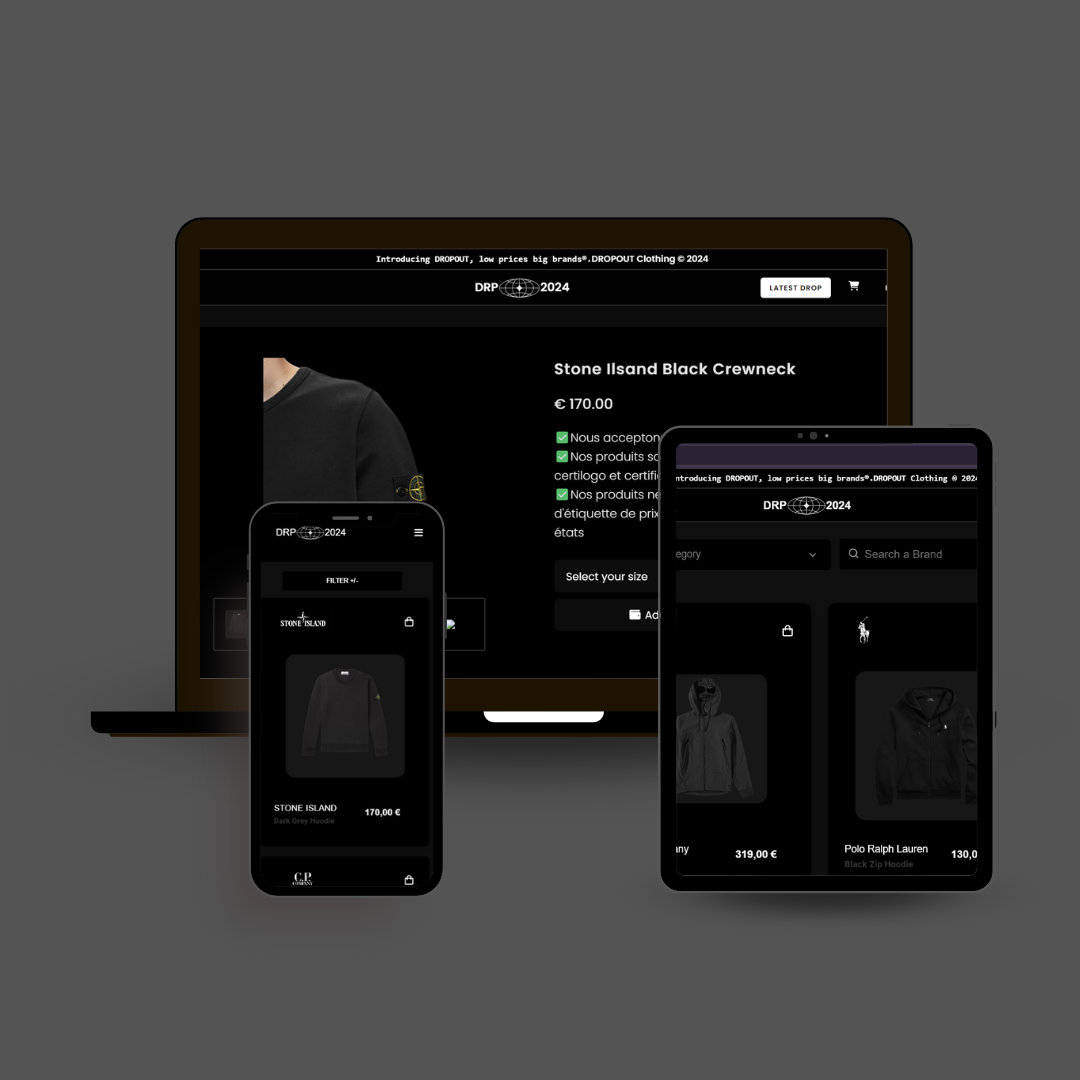 Introducing DROPOUT, low prices big brands®.DROPOUT Clothing © 2024
DRP 2024
LATEST DROP
Stone Ilsand Black Crewneck
€ 170.00
✅Nous accepton
✅Nos produits so
certilogo et certific
✅Nos produits ne
d'étiquette de prix
états
Select your size
Ad
DRP 2024
FILTER +/-
STONE ISLAND
STONE ISLAND
170,00 €
Dark Grey Hoodie
C.P.
COMPANY
ntroducing DROPOUT, low prices big brands®.DROPOUT Clothing © 2024
DRP 2024
egory
Search a Brand
any
319,00 €
Polo Ralph Lauren
130,0
Black Zip Hoodie